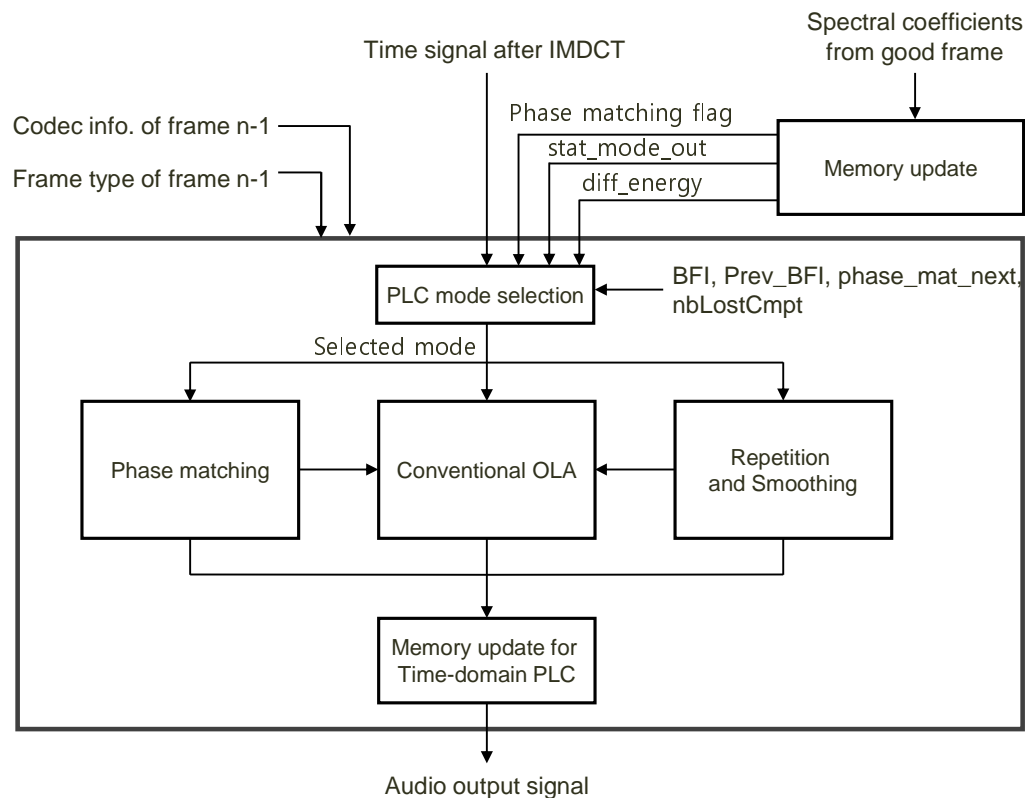 Spectral coefficients
from good frame
Time signal after IMDCT
Phase matching flag
Codec info. of frame n-1
stat_mode_out
Memory update
Frame type of frame n-1
diff_energy
PLC mode selection
BFI, Prev_BFI, phase_mat_next,
nbLostCmpt
Selected mode
Phase matching
Conventional OLA
Repetition
and Smoothing
Memory update for
Time-domain PLC
Audio output signal